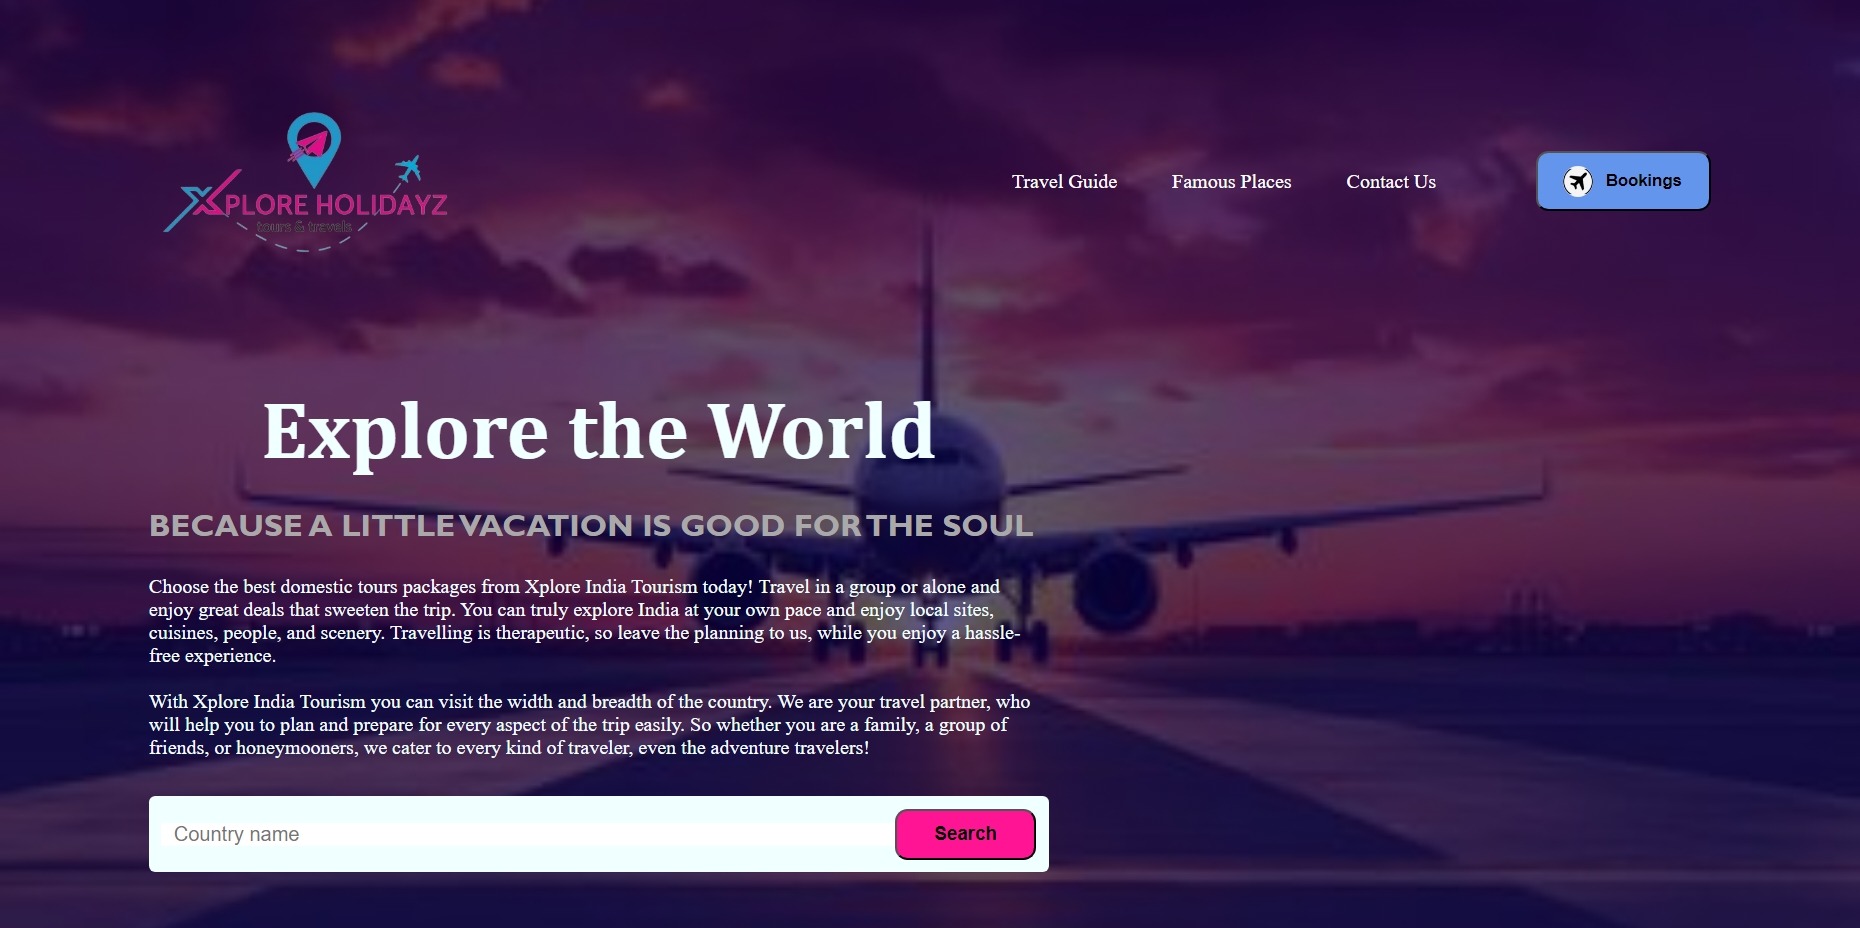 XPLORE HOLIDAYZ
tours & travels
Travel Guide
Famous Places
Contact Us
Bookings
Explore the World
BECAUSE A LITTLE VACATION IS GOOD FOR THE SOUL
Choose the best domestic tours packages from Xplore India Tourism today! Travel in a group or alone and
enjoy great deals that sweeten the trip. You can truly explore India at your own pace and enjoy local sites,
cuisines, people, and scenery. Travelling is therapeutic, so leave the planning to us, while you enjoy a hassle-
free experience.
With Xplore India Tourism you can visit the width and breadth of the country. We are your travel partner, who
will help you to plan and prepare for every aspect of the trip easily. So whether you are a family, a group of
friends, or honeymooners, we cater to every kind of traveler, even the adventure travelers!
Country name
Search